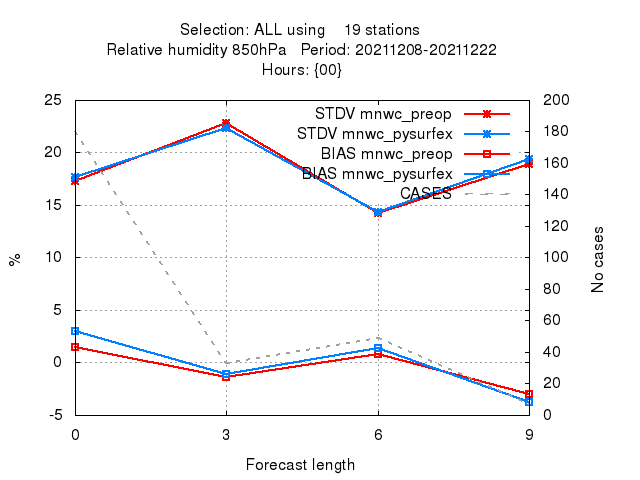 Selection: ALL using 19 stations
Relative humidity 850hPa Period: 20211208-20211222
Hours: {00}
25 200
STDV mnwc_preop
180
STDV mnwc_pysurfex
20
BIAS mnwc_preop
160
BIAS mnwc_pysurfex
140
CASES
15
120
10 100
80
5
60
40
0
20
-5 0
0 3 6 9
%
No cases
Forecast length